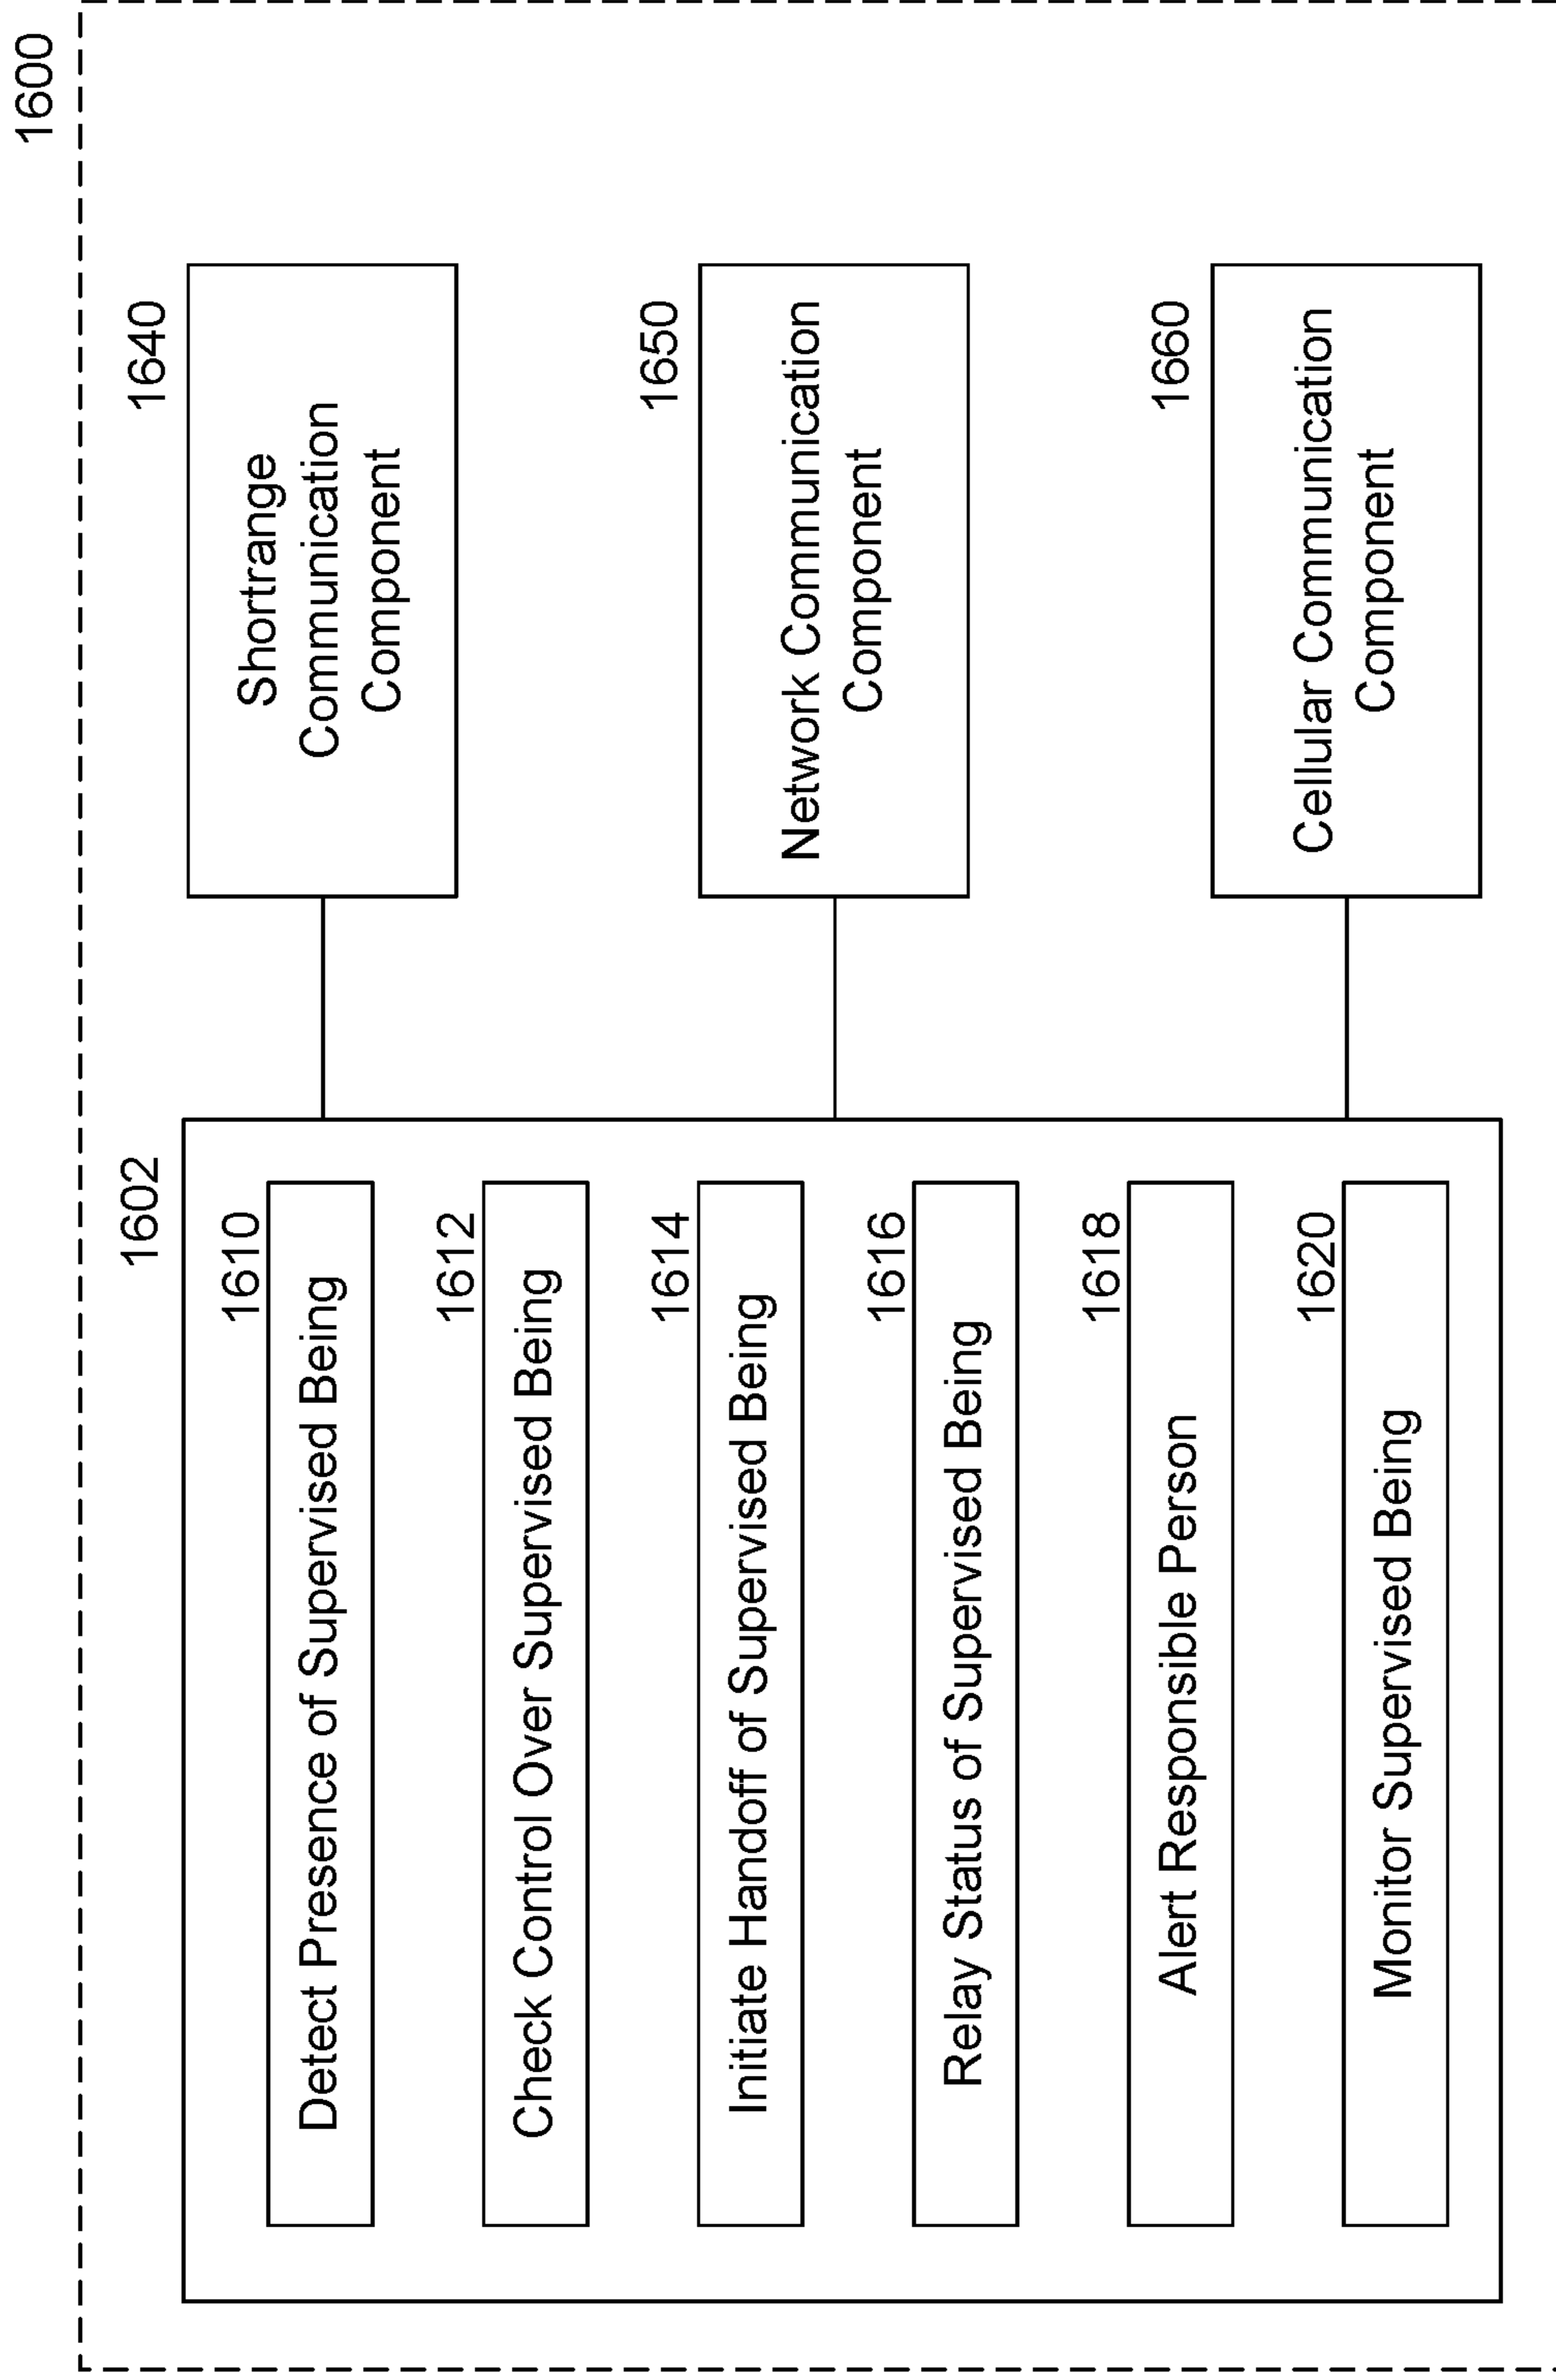 1600
1602
1610
Detect Presence of Supervised Being
1612
Check Control Over Supervised Being
1614
Initiate Handoff of Supervised Being
1616
Relay Status of Supervised Being
1618
Alert Responsible Person
1620
Monitor Supervised Being
1640
Shortrange
Communication
Component
1650
Network Communication
Component
1660
Cellular Communication
Component